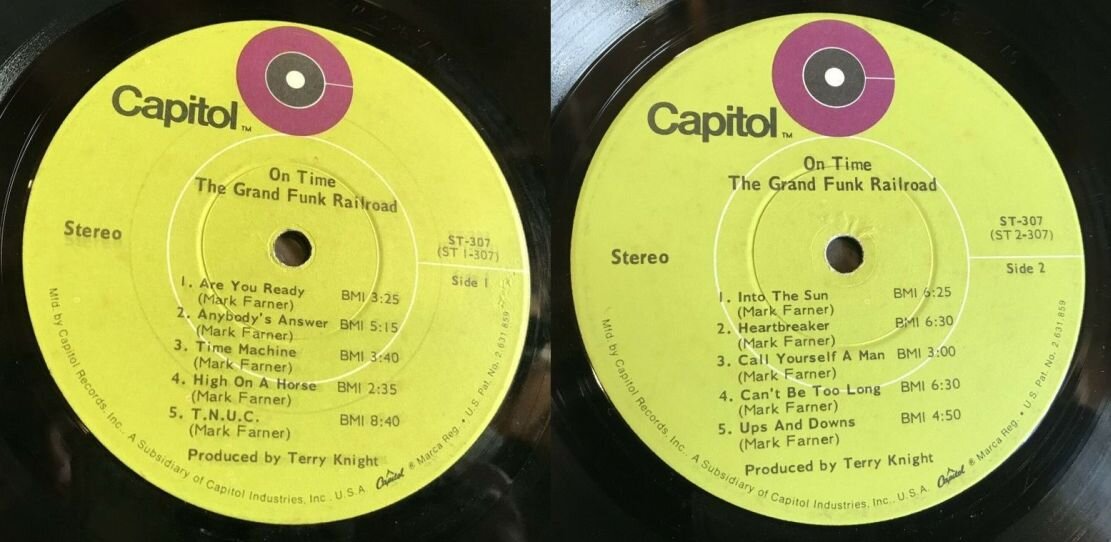 Capitol™
On Time
The Grand Funk Railroad
Stereo
ST-307
(ST 1-307)
Side 1
1. Are You Ready BMI 3:25
(Mark Farner)
2. Anybody's Answer BMI 5:15
(Mark Farner)
3. Time Machine BMI 3:40
(Mark Farner)
4. High On A Horse BMI 2:35
(Mark Farner)
5. T.N.U.C. BMI 8:40
(Mark Farner)
Produced by Terry Knight
Mfd. by Capitol Records, Inc., A Subsidiary of Capitol Industries, Inc., U.S.A. Capitol ® Marca Reg. • U.S. Pat. No. 2,631,859
Capitol™
On Time
The Grand Funk Railroad
Stereo
ST-307
(ST 2-307)
Side 2
1. Into The Sun BMI 6:25
(Mark Farner)
2. Heartbreaker BMI 6:30
(Mark Farner)
3. Call Yourself A Man BMI 3:00
(Mark Farner)
4. Can't Be Too Long BMI 6:30
(Mark Farner)
5. Ups And Downs BMI 4:50
(Mark Farner)
Produced by Terry Knight
Mfd. by Capitol Records, Inc., A Subsidiary of Capitol Industries, Inc., U.S.A. Capitol ® Marca Reg. • U.S. Pat. No. 2,631,859